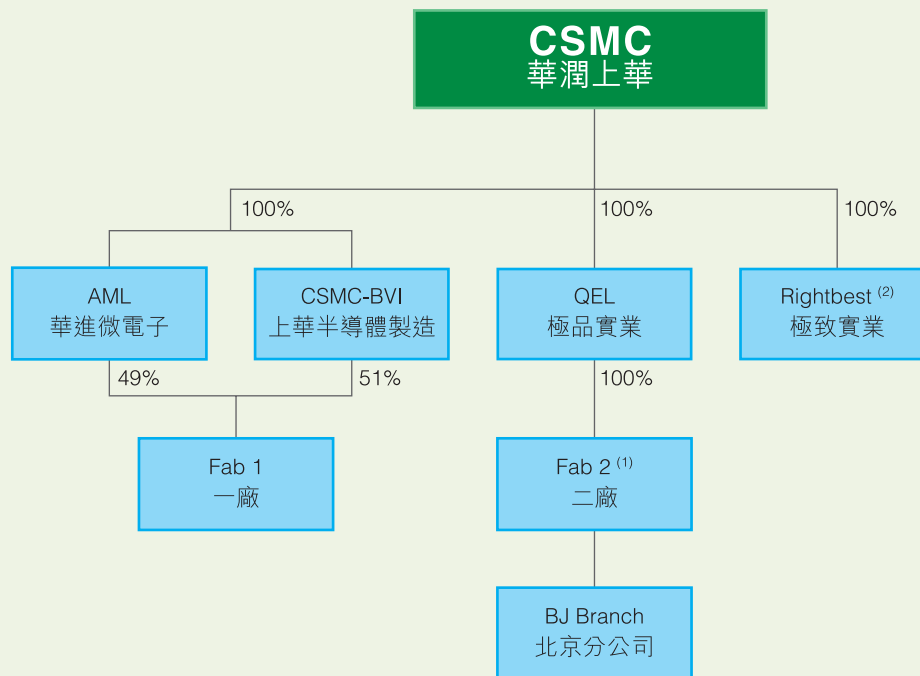 CSMC
華潤上華
100%
100%
100%
AML
華進微電子
CSMC-BVI
上華半導體製造
QEL
極品實業
Rightbest (2)
極致實業
49%
51%
100%
Fab 1
一廠
Fab 2 (1)
二廠
BJ Branch
北京分公司